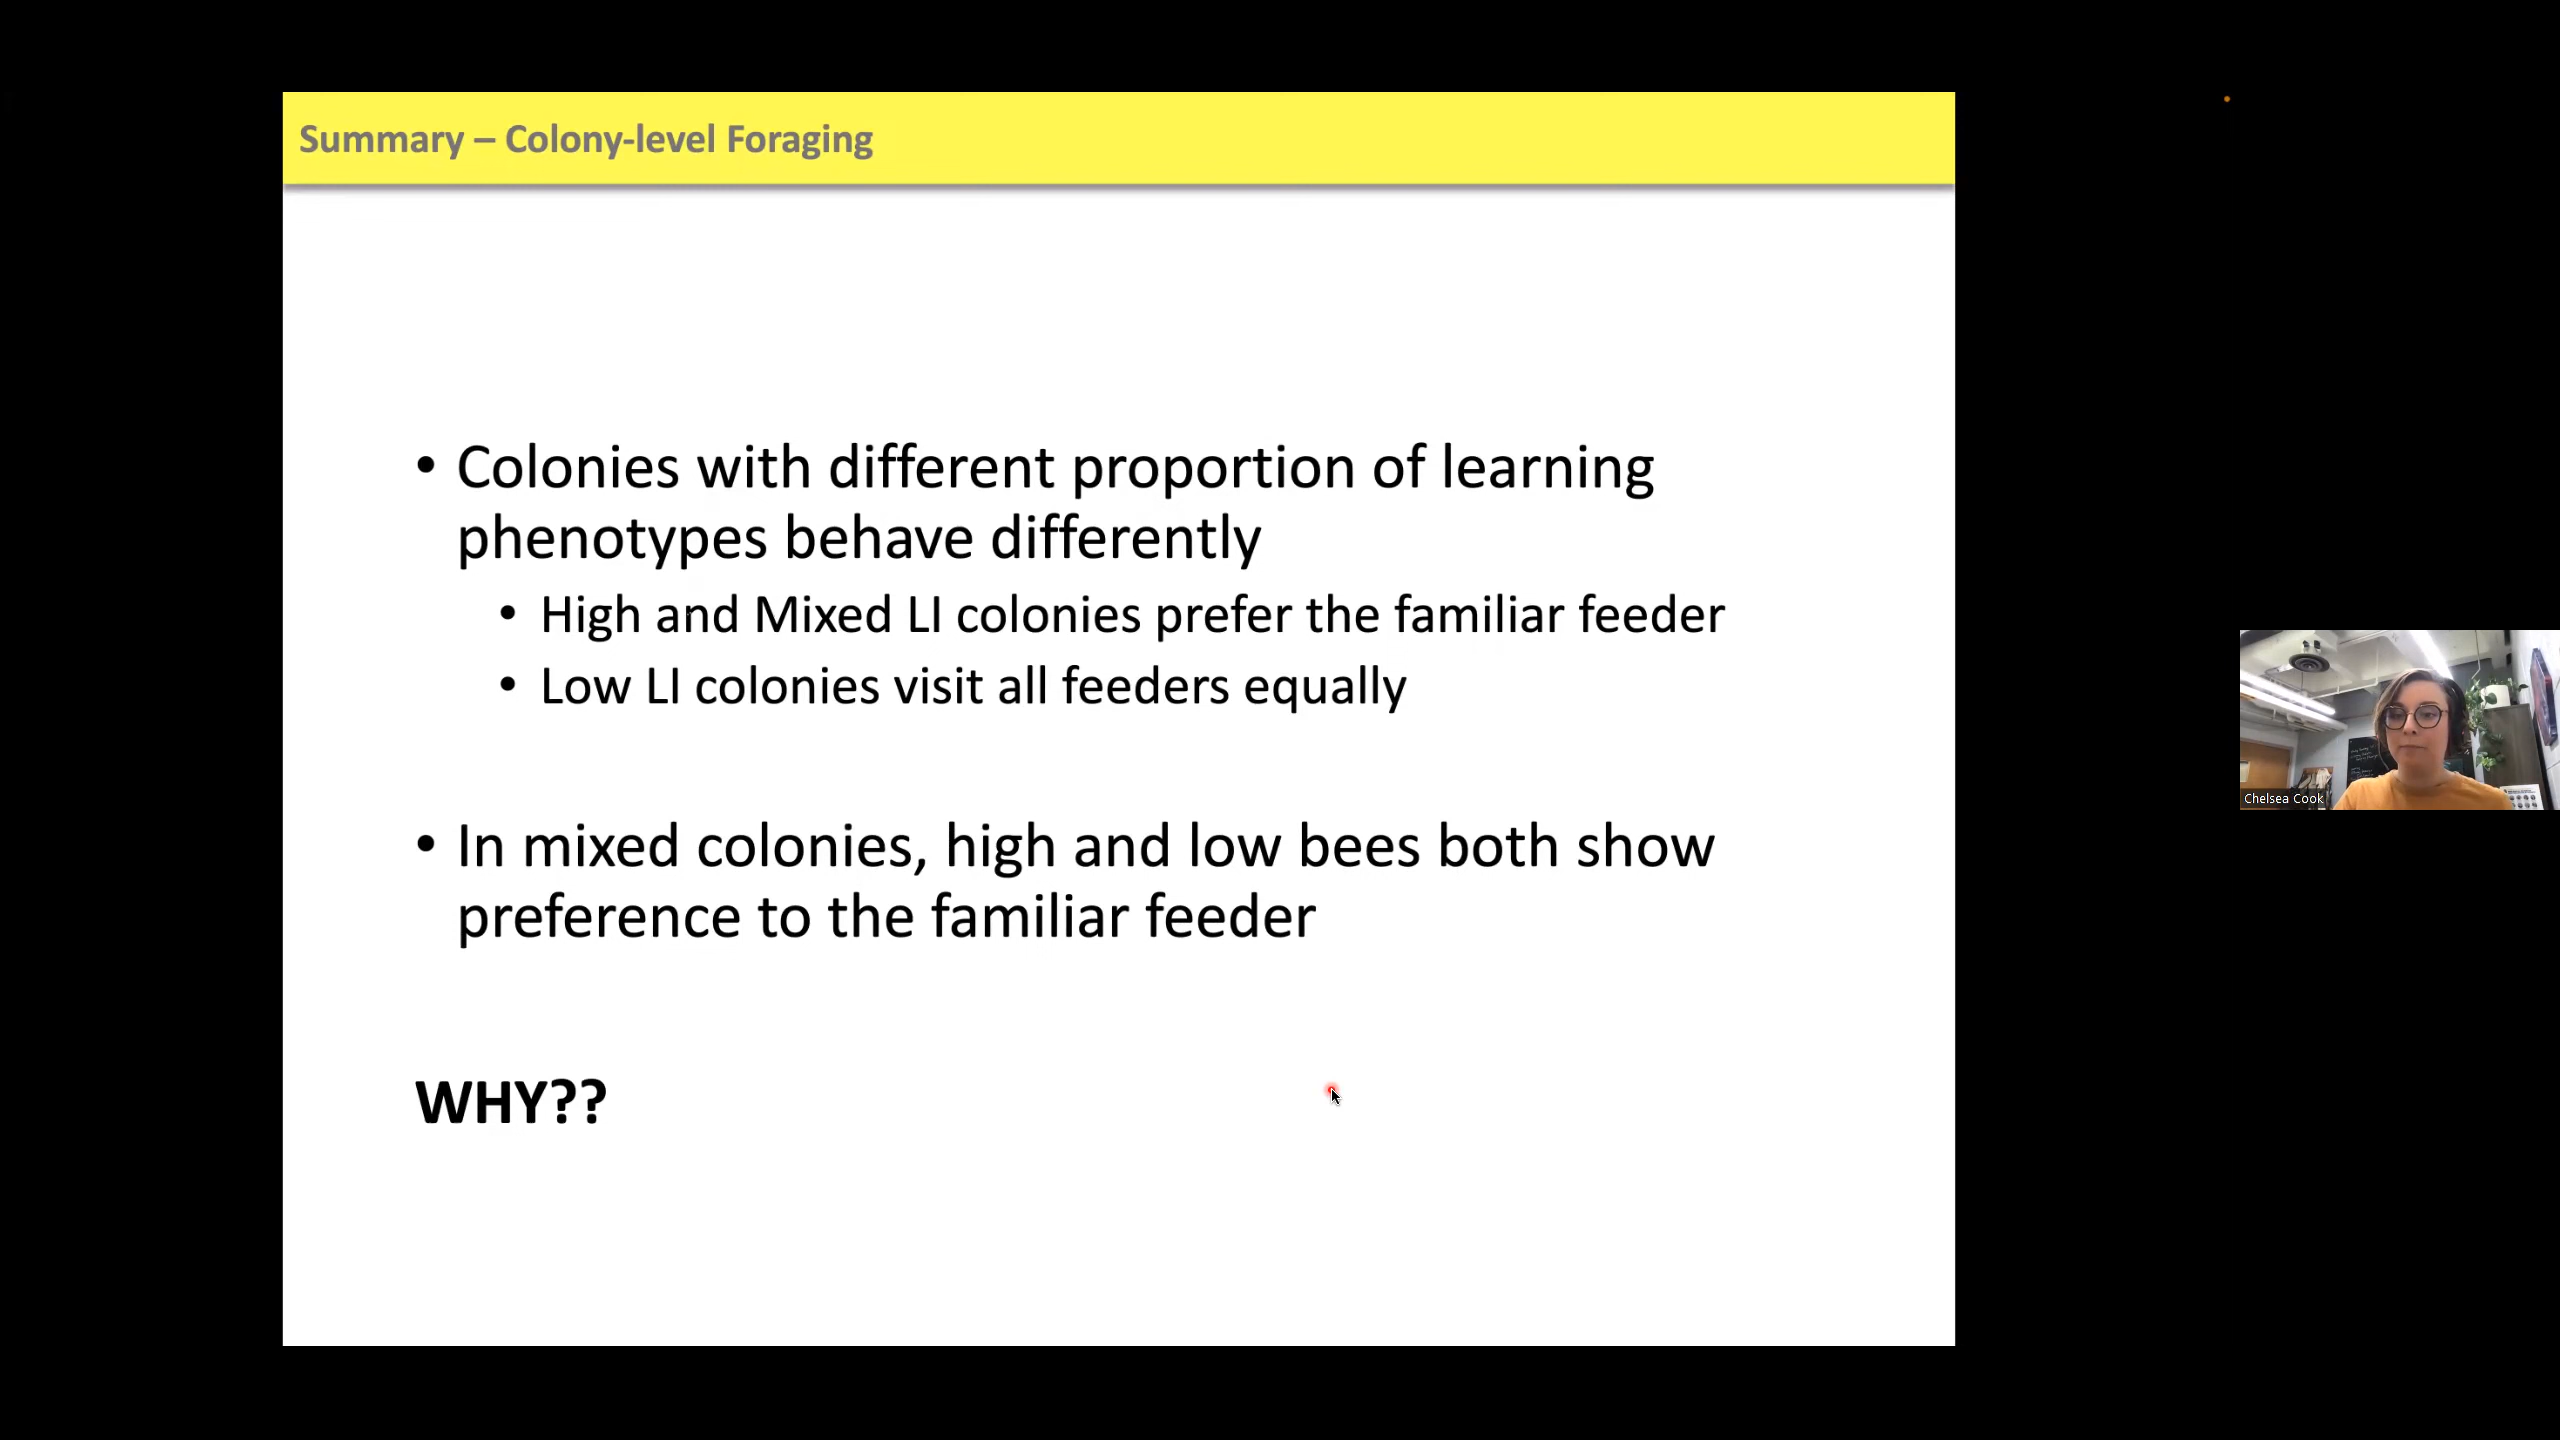 Summary – Colony-level Foraging
• Colonies with different proportion of learning
phenotypes behave differently
• High and Mixed LI colonies prefer the familiar feeder
• Low LI colonies visit all feeders equally
• In mixed colonies, high and low bees both show
preference to the familiar feeder
WHY??
Chelsea Cook